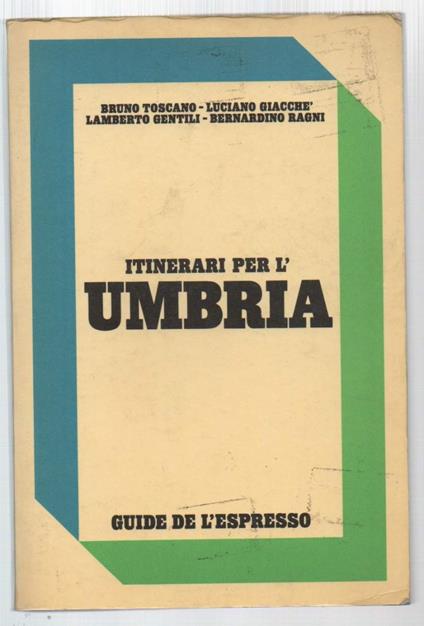 BRUNO TOSCANO - LUCIANO GIACCHE'
LAMBERTO GENTILI - BERNARDINO RAGNI
ITINERARI PER L'
UMBRIA
GUIDE DE L'ESPRESSO